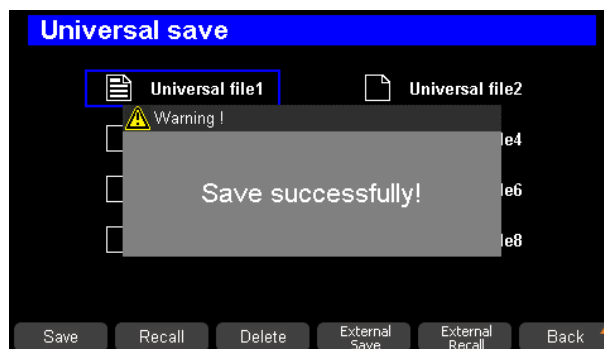 Universal save
Universal file1
Universal file2
Warning !
le4
Save successfully!
le6
le8
Save
Recall
Delete
External
Save
External
Recall
Back